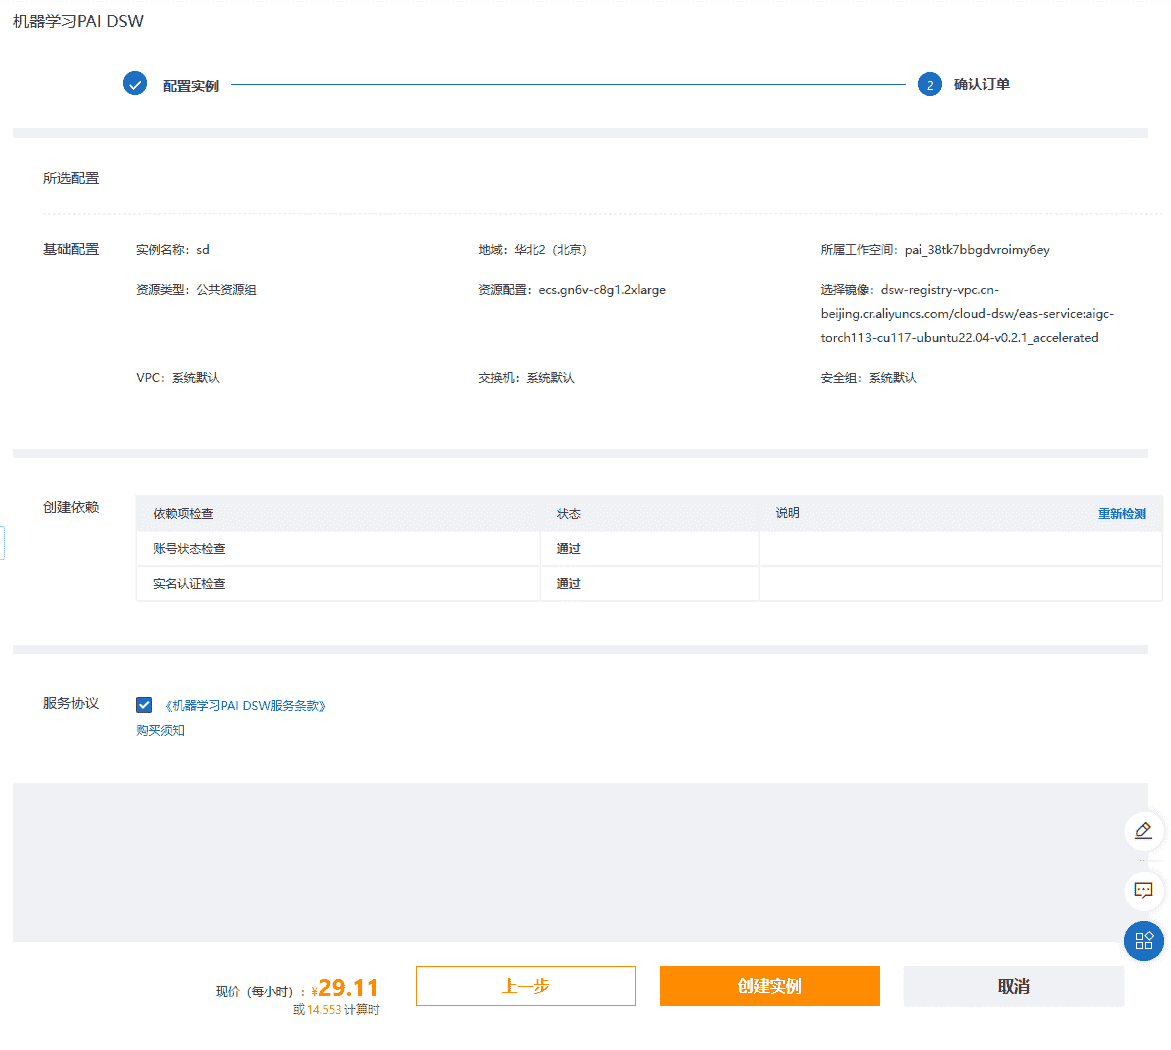 机器学习PAI DSW
配置实例
2 确认订单
所选配置
基础配置
实例名称：sd
地域：华北2（北京）
所属工作空间：pai_38tk7bbgdvroimy6ey
资源类型：公共资源组
资源配置：ecs.gn6v-c8g1.2xlarge
选择镜像：dsw-registry-vpc.cn-
beijing.cr.aliyuncs.com/cloud-dsw/eas-service:aigc-
torch113-cu117-ubuntu22.04-v0.2.1_accelerated
VPC：系统默认
交换机：系统默认
安全组：系统默认
创建依赖
依赖项检查 状态 说明 重新检测
账号状态检查 通过
实名认证检查 通过
服务协议
《机器学习PAI DSW服务条款》
购买须知
现价（每小时）：¥29.11
或 14.553 计算时
上一步
创建实例
取消